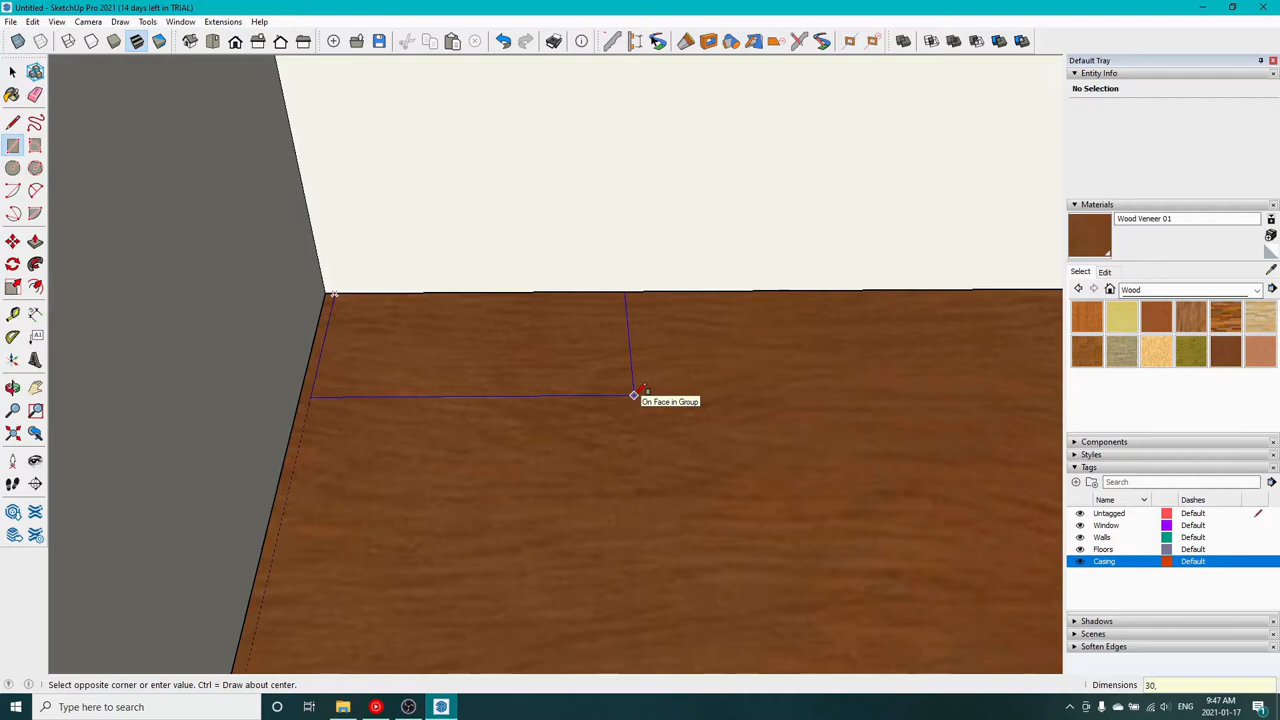 Untitled - SketchUp Pro 2021 (14 days left in TRIAL)
File Edit View Camera Draw Tools Window Extensions Help
Default Tray
Entity Info
No Selection
Materials
Wood Veneer 01
Select Edit
Wood
On Face in Group
Components
Styles
Tags
Search
Name Dashes
Untagged Default
Window Default
Walls Default
Floors Default
Casing Default
Shadows
Scenes
Soften Edges
Select opposite corner or enter value. Ctrl = Draw about center.
Dimensions 30,
Type here to search
ENG
9:47 AM
2021-01-17